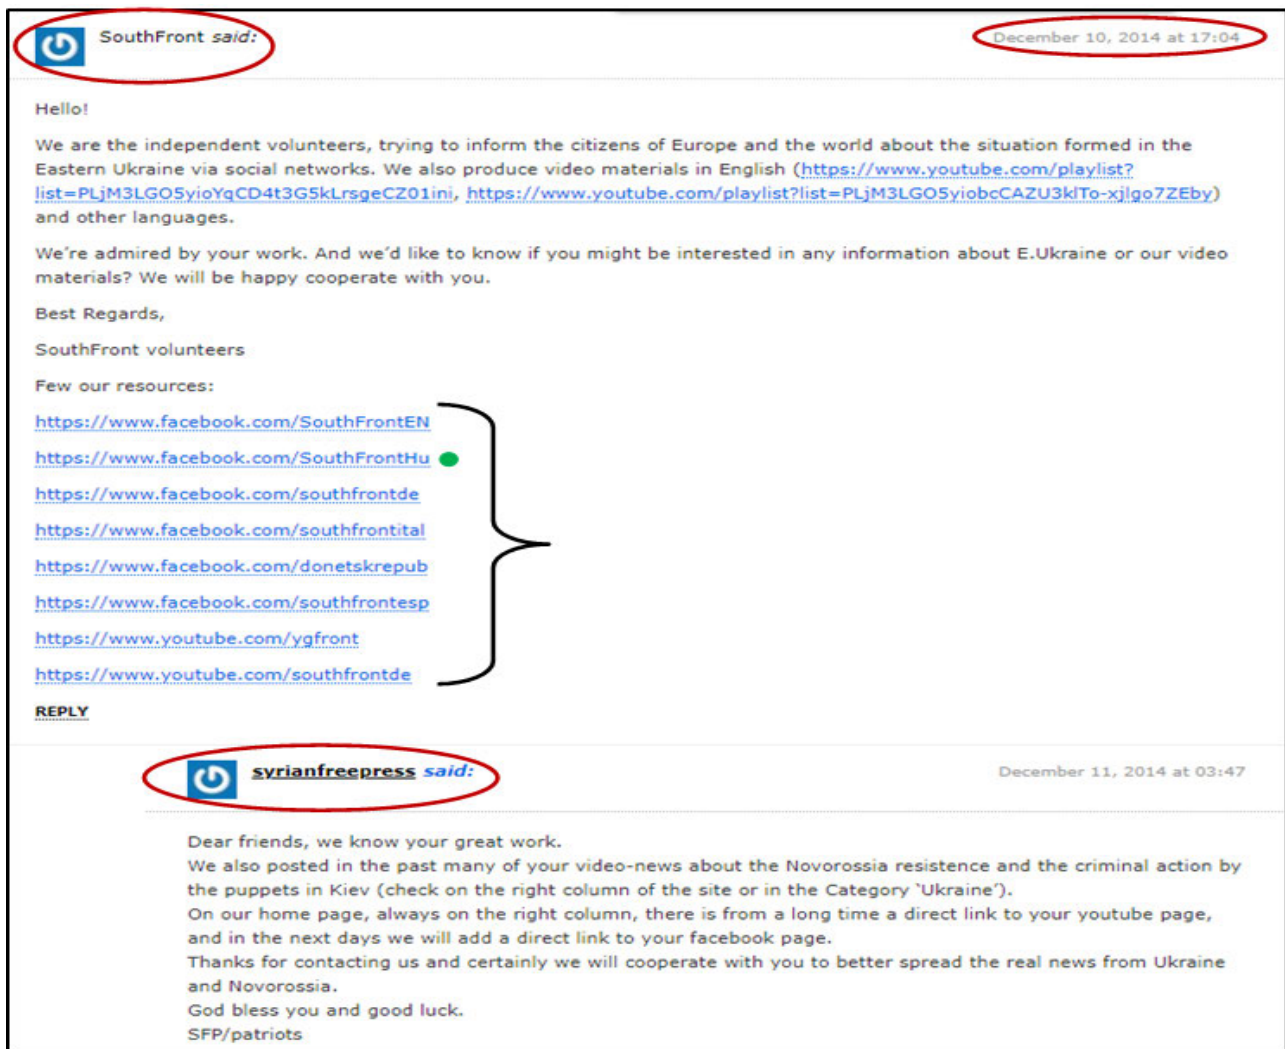 SouthFront said:
December 10, 2014 at 17:04
Hello!
We are the independent volunteers, trying to inform the citizens of Europe and the world about the situation formed in the
Eastern Ukraine via social networks. We also produce video materials in English (https://www.youtube.com/playlist?
list=PLjM3LGO5yioYqCD4t3G5kLrsgeCZ01ini, https://www.youtube.com/playlist?list=PLjM3LGO5yiobcCAZU3klTo-xjlgo7ZEby)
and other languages.
We're admired by your work. And we'd like to know if you might be interested in any information about E.Ukraine or our video
materials? We will be happy cooperate with you.
Best Regards,
SouthFront volunteers
Few our resources:
https://www.facebook.com/SouthFrontEN
https://www.facebook.com/SouthFrontHu
https://www.facebook.com/southfrontde
https://www.facebook.com/southfrontital
https://www.facebook.com/donetskrepub
https://www.facebook.com/southfrontesp
https://www.youtube.com/ygfront
https://www.youtube.com/southfrontde
REPLY
syrianfreepress said:
December 11, 2014 at 03:47
Dear friends, we know your great work.
We also posted in the past many of your video-news about the Novorossia resistence and the criminal action by
the puppets in Kiev (check on the right column of the site or in the Category ‘Ukraine’).
On our home page, always on the right column, there is from a long time a direct link to your youtube page,
and in the next days we will add a direct link to your facebook page.
Thanks for contacting us and certainly we will cooperate with you to better spread the real news from Ukraine
and Novorossia.
God bless you and good luck.
SFP/patriots